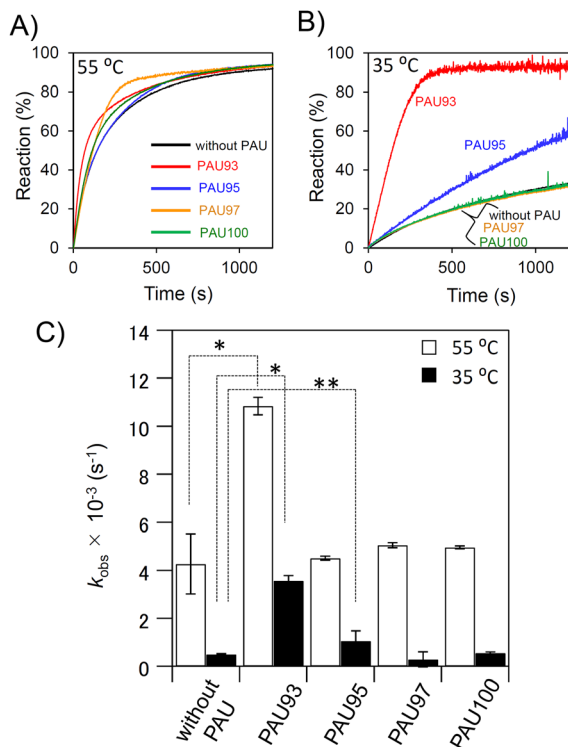 A)
55 °C
Reaction (%)
100
80
60
40
20
0
without PAU
PAU93
PAU95
PAU97
PAU100
0
500
1000
Time (s)
B)
35 °C
Reaction (%)
100
80
60
40
20
0
PAU93
PAU95
without PAU
PAU97
PAU100
0
500
1000
Time (s)
C)
kobs × 10-3 (s-1)
14
12
10
8
6
4
2
0
*
*
**
55 °C
35 °C
without
PAU
PAU93
PAU95
PAU97
PAU100